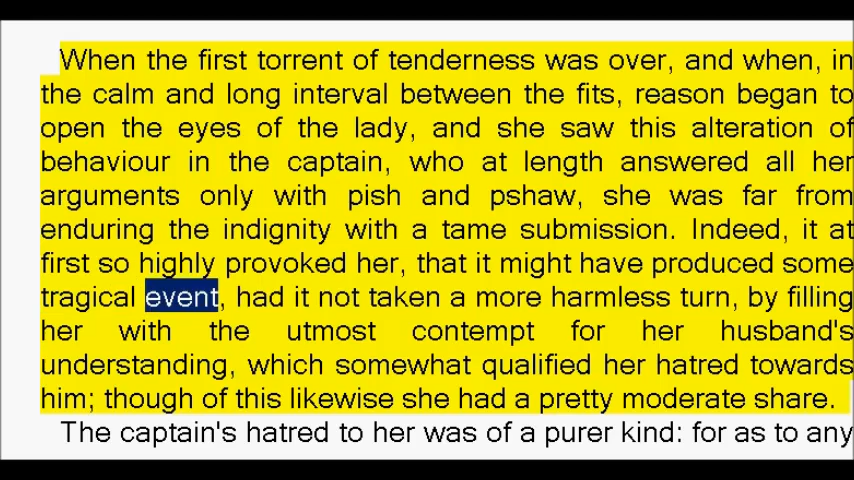 When the first torrent of tenderness was over, and when, in
the calm and long interval between the fits, reason began to
open the eyes of the lady, and she saw this alteration of
behaviour in the captain, who at length answered all her
arguments only with pish and pshaw, she was far from
enduring the indignity with a tame submission. Indeed, it at
first so highly provoked her, that it might have produced some
tragical event, had it not taken a more harmless turn, by filling
her with the utmost contempt for her husband's
understanding, which somewhat qualified her hatred towards
him; though of this likewise she had a pretty moderate share.
The captain's hatred to her was of a purer kind: for as to any